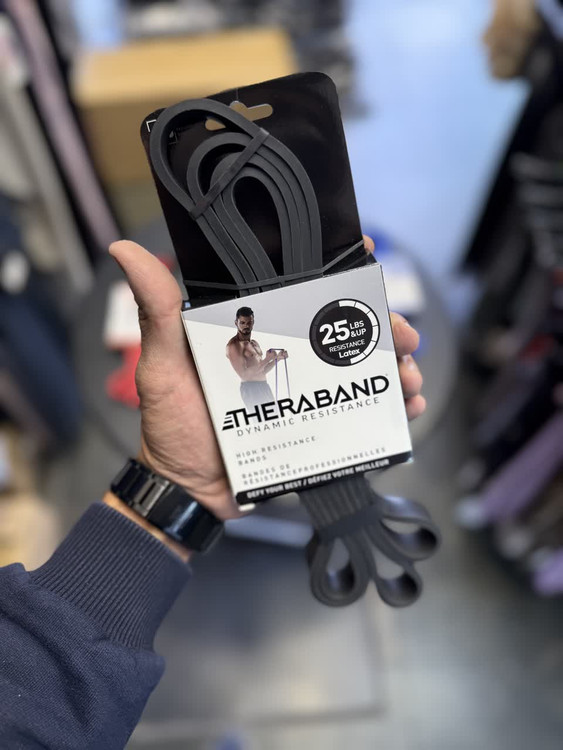 25 LBS
&UP
RESISTANCE
Latex
THERABAND
DYNAMIC RESISTANCE
HIGH RESISTANCE
BANDS
BANDES DE
RÉSISTANCE PROFESSIONNELLES
DEFY YOUR BEST / DÉFIEZ VOTRE MEILLEUR